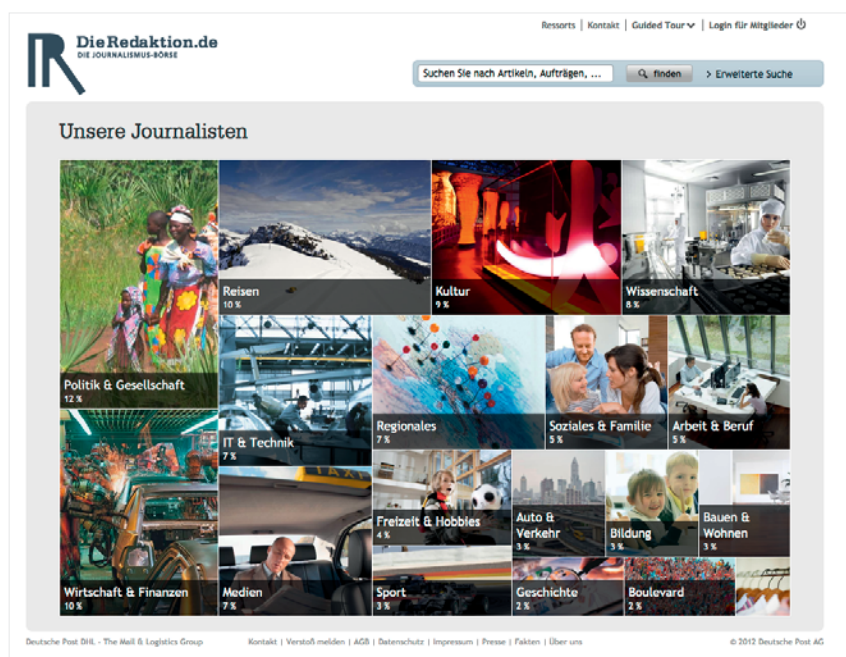 Ressorts | Kontakt | Guided Tour | Login für Mitglieder
DieRedaktion.de
DIE JOURNALISMUS-BÖRSE
Suchen Sie nach Artikeln, Aufträgen, ...
finden
> Erweiterte Suche
Unsere Journalisten
Reisen
10 %
Kultur
9 %
Wissenschaft
8 %
Politik & Gesellschaft
12 %
IT & Technik
7 %
Regionales
7 %
Soziales & Familie
5 %
Arbeit & Beruf
5 %
Freizeit & Hobbies
4 %
Auto &
Verkehr
3 %
Bildung
3 %
Bauen &
Wohnen
3 %
Wirtschaft & Finanzen
10 %
Medien
7 %
Sport
3 %
Geschichte
2 %
Boulevard
2 %
Deutsche Post DHL - The Mail & Logistics Group
Kontakt | Verstoß melden | AGB | Datenschutz | Impressum | Presse | Fakten | Über uns
© 2012 Deutsche Post AG